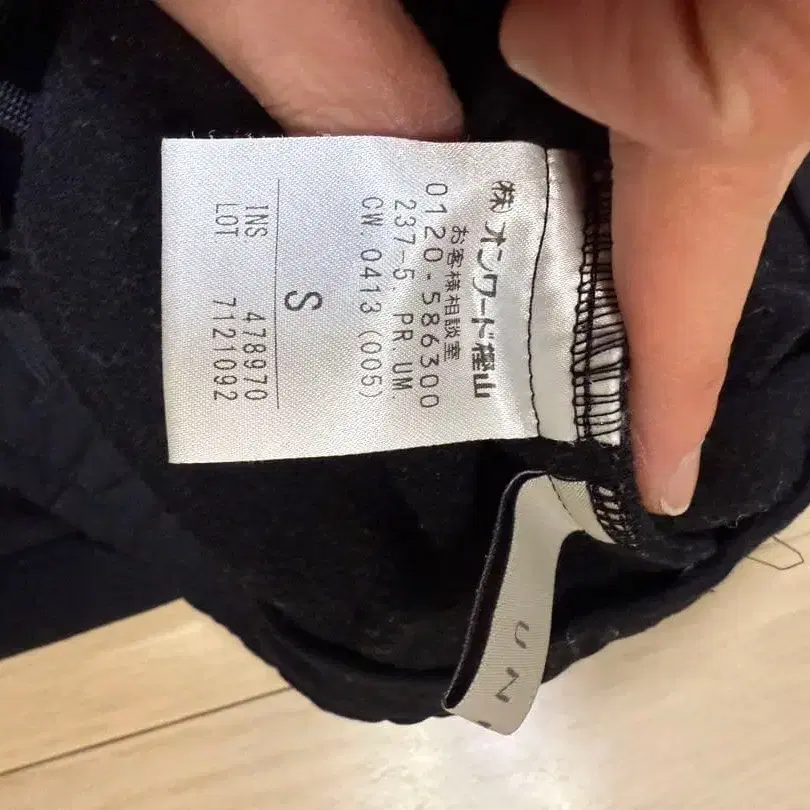 (株)オンワード樫山
お客様相談室
0120-586300
237-5. PR.UM.
CW. 0413 (005)
S
INS 478970
LOT 7121092
UN